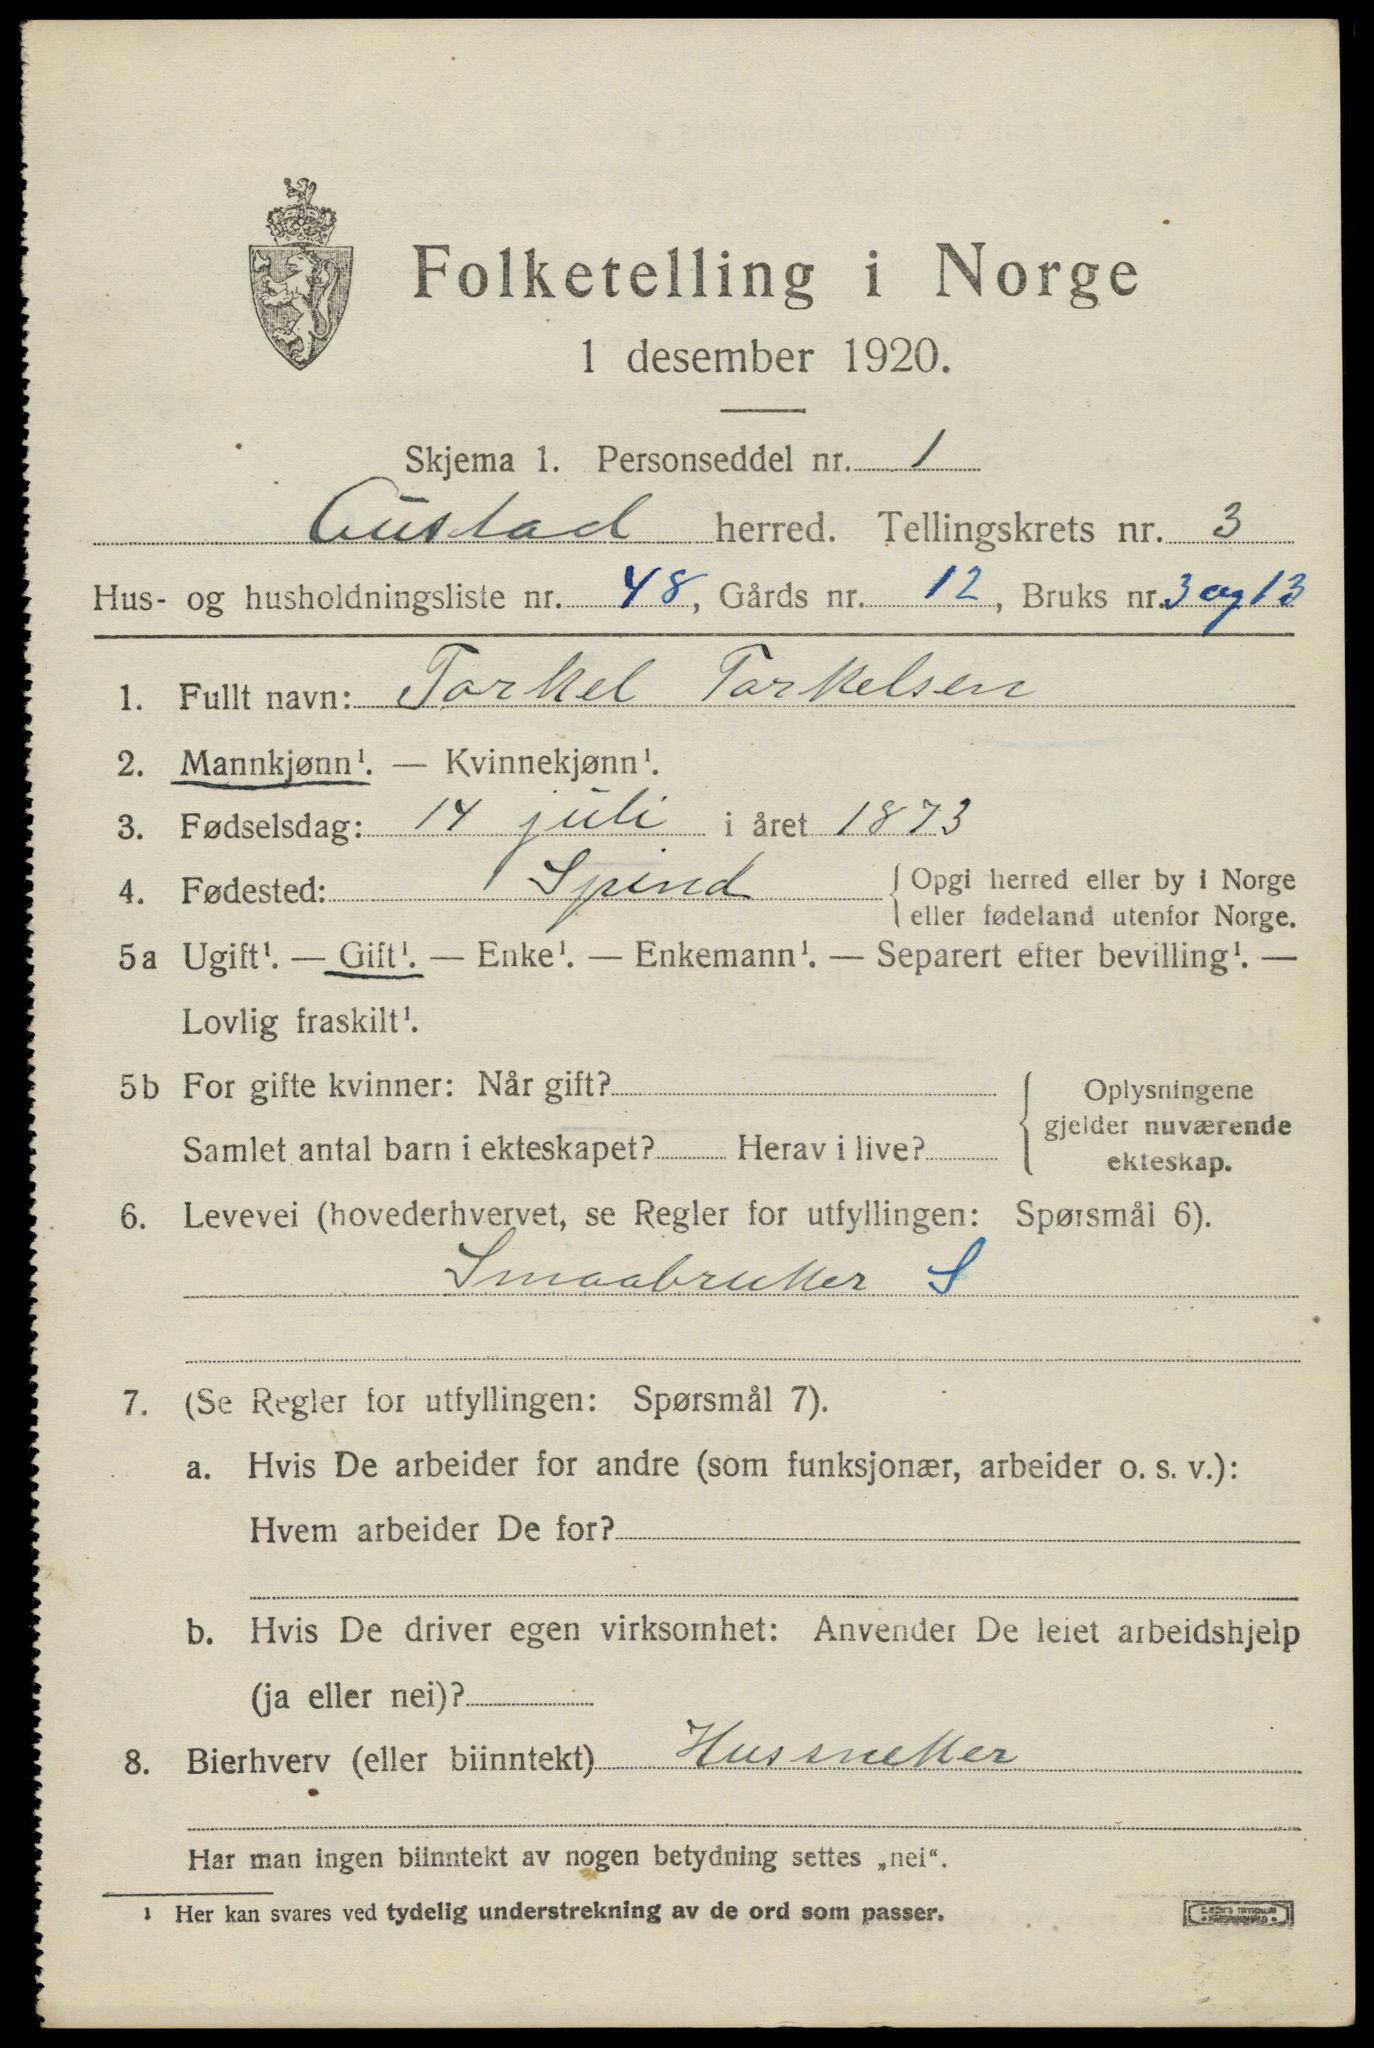 Folketelling i Norge
1 desember 1920.
Skjema 1. Personseddel nr. 1
Austad herred. Tellingskrets nr. 3
Hus- og husholdningsliste nr. 48, Gårds nr. 12, Bruks nr. 3 og 13
1. Fullt navn: Torkel Torkelsen
2. Mannkjønn¹. — Kvinnekjønn¹.
3. Fødselsdag: 14 juli i året 1873
4. Fødested: Spind { Opgi herred eller by i Norge
eller fødeland utenfor Norge.
5a Ugift¹. — Gift¹. — Enke¹. — Enkemann¹. — Separert efter bevilling¹. —
Lovlig fraskilt¹.
5b For gifte kvinner: Når gift? { Oplysningene
gjelder nuværende
Samlet antal barn i ekteskapet? Herav i live? ekteskap.
6. Levevei (hovederhvervet, se Regler for utfyllingen: Spørsmål 6).
Smaabruker S
7. (Se Regler for utfyllingen: Spørsmål 7).
a. Hvis De arbeider for andre (som funksjonær, arbeider o. s. v.):
Hvem arbeider De for?
b. Hvis De driver egen virksomhet: Anvender De leiet arbeidshjelp
(ja eller nei)?
8. Bierhverv (eller biinntekt) Hussneker
Har man ingen biinntekt av nogen betydning settes „nei“.
¹ Her kan svares ved tydelig understrekning av de ord som passer.